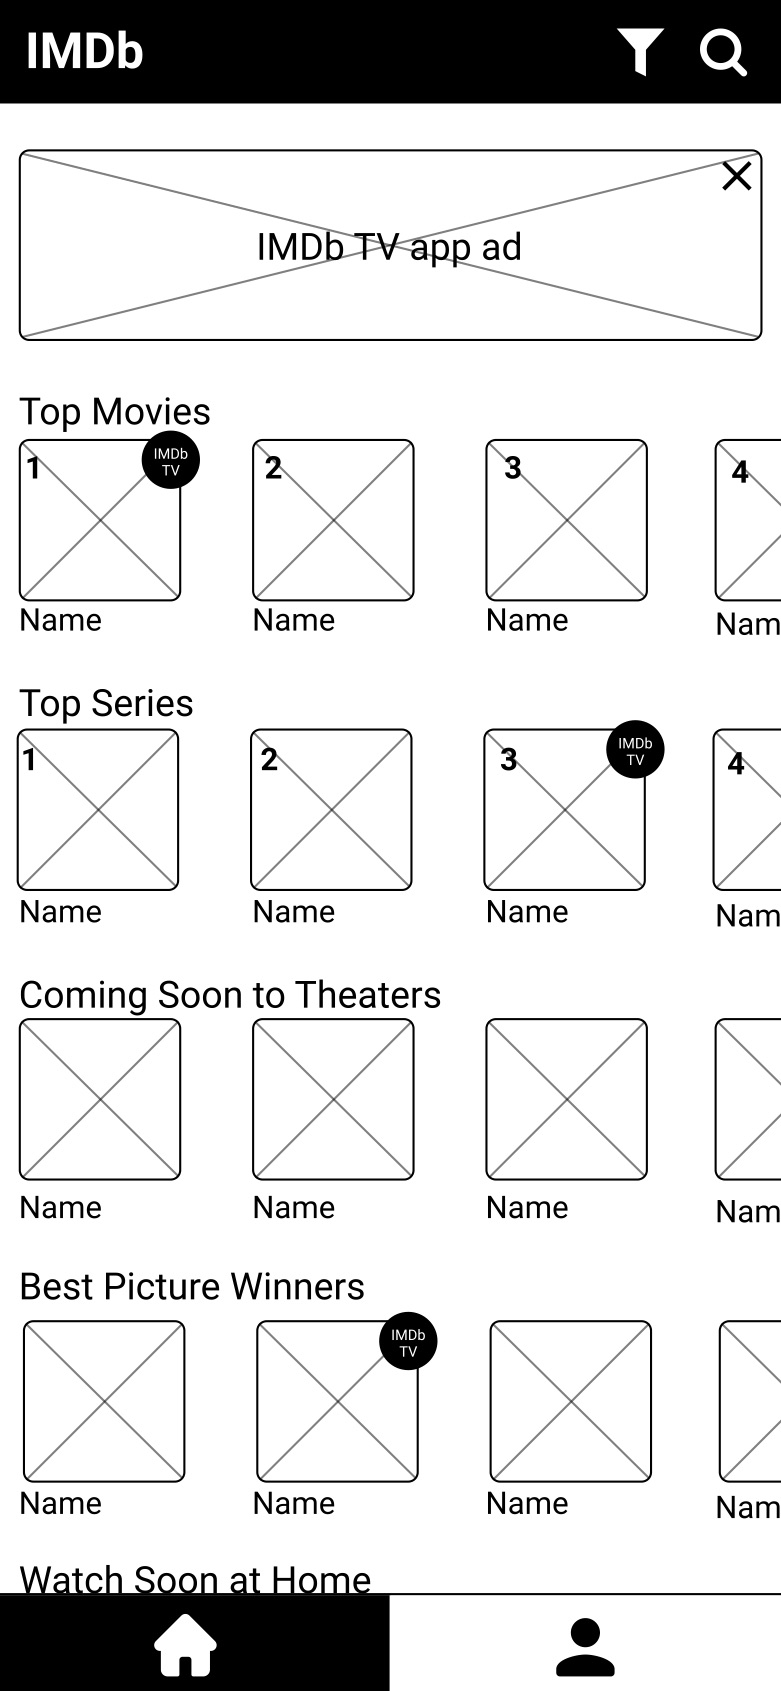 IMDb
IMDb TV app ad
Top Movies
1
IMDb
TV
2
3
4
Name
Name
Name
Nam
Top Series
1
2
3
IMDb
TV
4
Name
Name
Name
Nam
Coming Soon to Theaters
Name
Name
Name
Nam
Best Picture Winners
IMDb
TV
Name
Name
Name
Nam
Watch Soon at Home